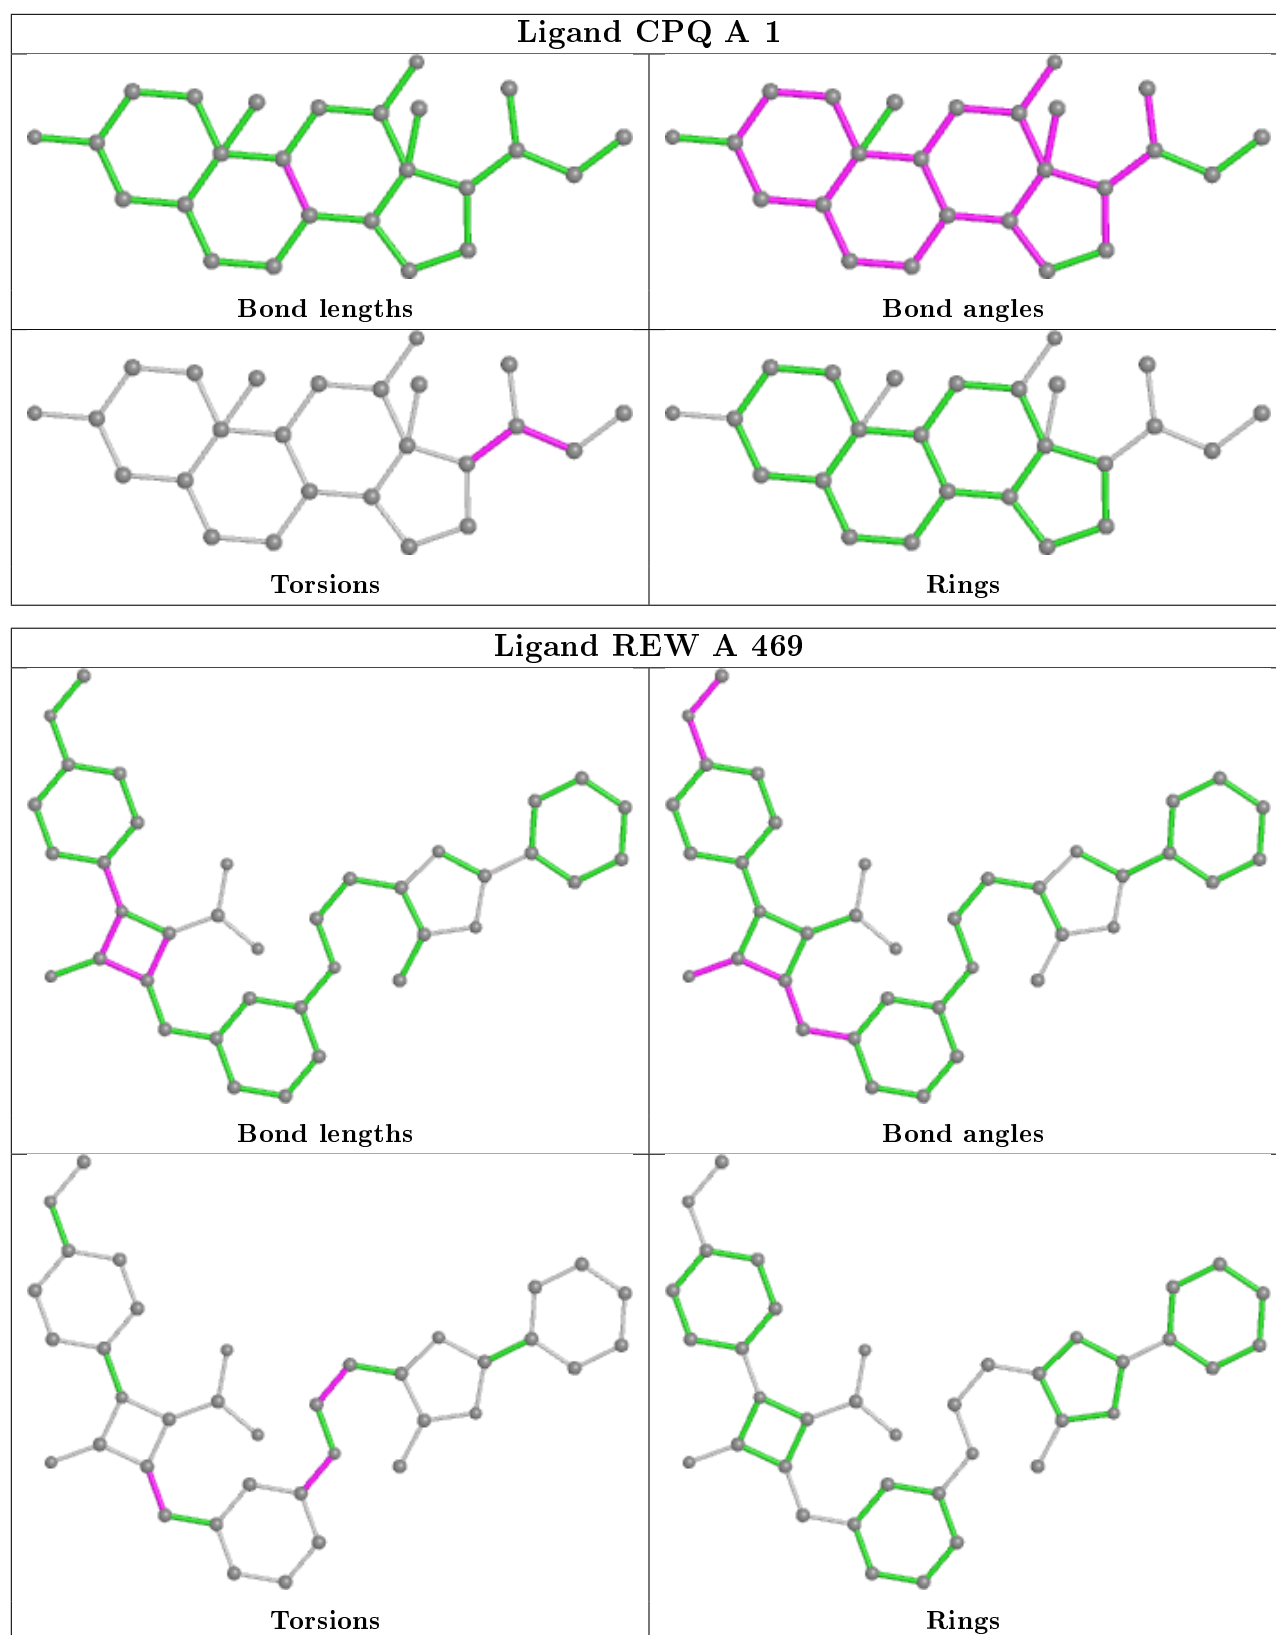 Ligand CPQ A 1
Bond lengths
Bond angles
Torsions
Rings
Ligand REW A 469
Bond lengths
Bond angles
Torsions
Rings